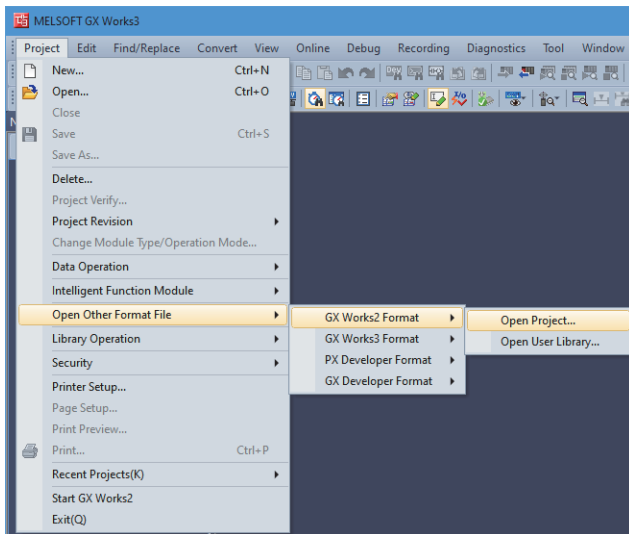 MELSOFT GX Works3
Project Edit Find/Replace Convert View Online Debug Recording Diagnostics Tool Window
New... Ctrl+N
Open... Ctrl+O
Close
Save Ctrl+S
Save As...
Delete...
Project Verify...
Project Revision
Change Module Type/Operation Mode...
Data Operation
Intelligent Function Module
Open Other Format File
GX Works2 Format
Open Project...
Library Operation
GX Works3 Format
Open User Library...
Security
PX Developer Format
GX Developer Format
Printer Setup...
Page Setup...
Print Preview...
Print... Ctrl+P
Recent Projects(K)
Start GX Works2
Exit(Q)